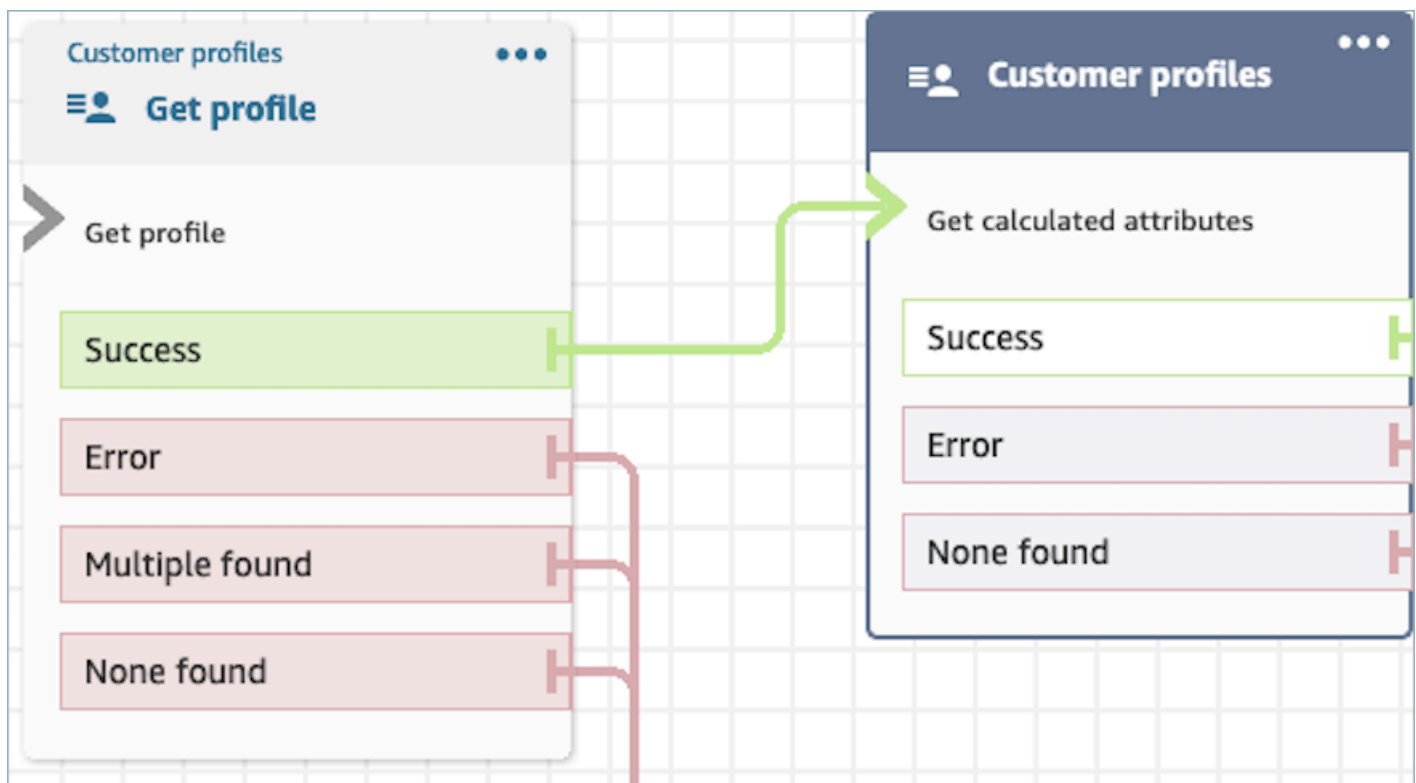 Customer profiles
Get profile
Get profile
Success
Error
Multiple found
None found
Customer profiles
Get calculated attributes
Success
Error
None found